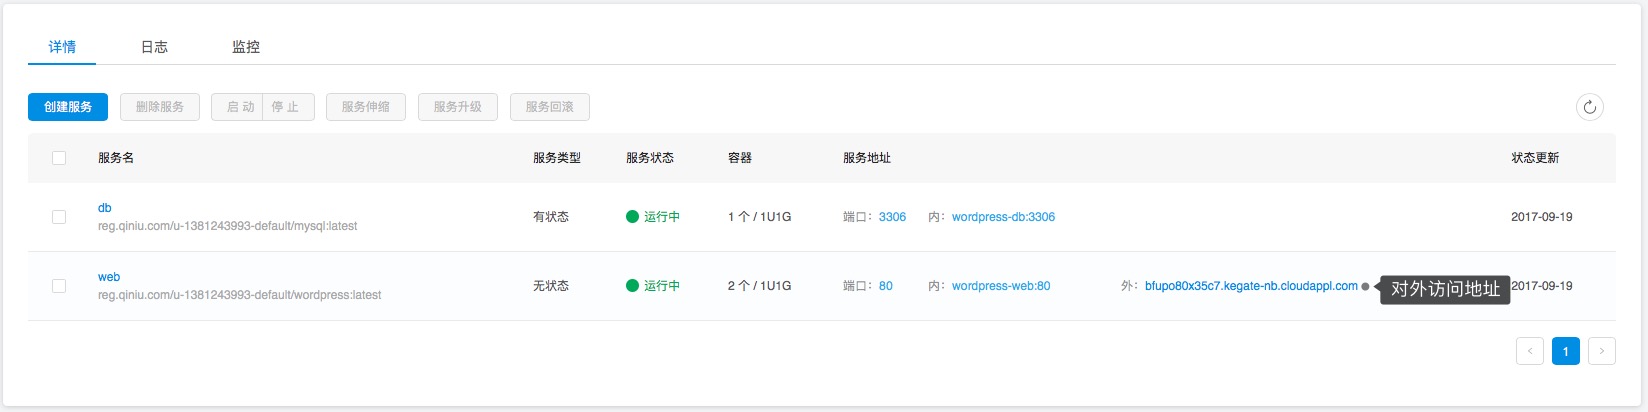 详情 日志 监控
创建服务 删除服务 启 动 停 止 服务伸缩 服务升级 服务回滚
服务名 服务类型 服务状态 容器 服务地址 状态更新
db
reg.qiniu.com/u-1381243993-default/mysql:latest
有状态 运行中 1 个 / 1U1G 端口：3306 内：wordpress-db:3306 2017-09-19
web
reg.qiniu.com/u-1381243993-default/wordpress:latest
无状态 运行中 2 个 / 1U1G 端口：80 内：wordpress-web:80 外：bfupo80x35c7.kegate-nb.cloudappl.com 对外访问地址 2017-09-19
< 1 >